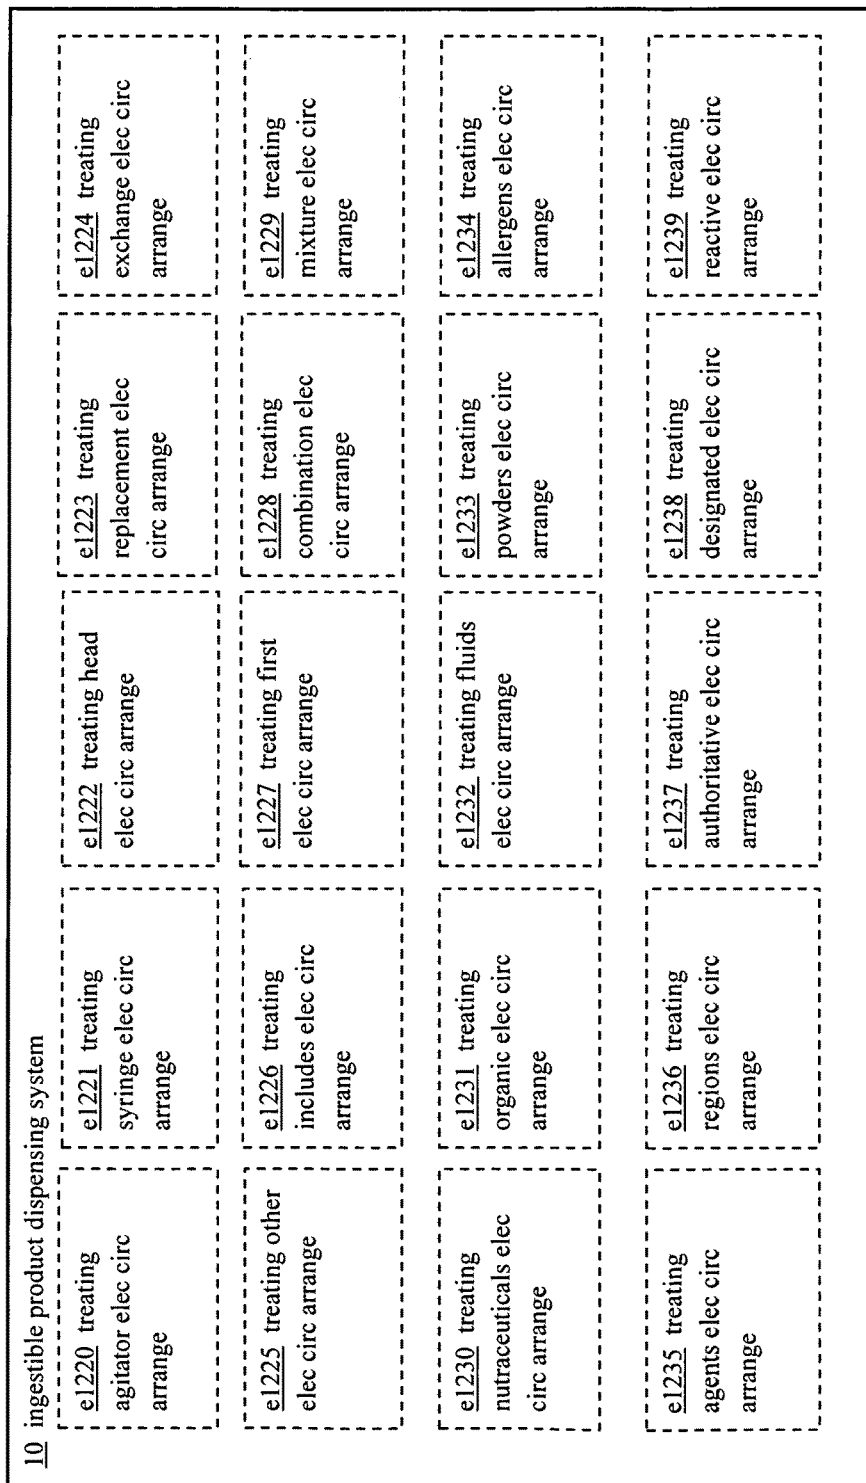 10 ingestible product dispensing system
e1220 treating
agitator elec circ
arrange
e1221 treating
syringe elec circ
arrange
e1222 treating head
elec circ arrange
e1223 treating
replacement elec
circ arrange
e1224 treating
exchange elec circ
arrange
e1225 treating other
elec circ arrange
e1226 treating
includes elec circ
arrange
e1227 treating first
elec circ arrange
e1228 treating
combination elec
circ arrange
e1229 treating
mixture elec circ
arrange
e1230 treating
nutraceuticals elec
circ arrange
e1231 treating
organic elec circ
arrange
e1232 treating fluids
elec circ arrange
e1233 treating
powders elec circ
arrange
e1234 treating
allergens elec circ
arrange
e1235 treating
agents elec circ
arrange
e1236 treating
regions elec circ
arrange
e1237 treating
authoritative elec circ
arrange
e1238 treating
designated elec circ
arrange
e1239 treating
reactive elec circ
arrange